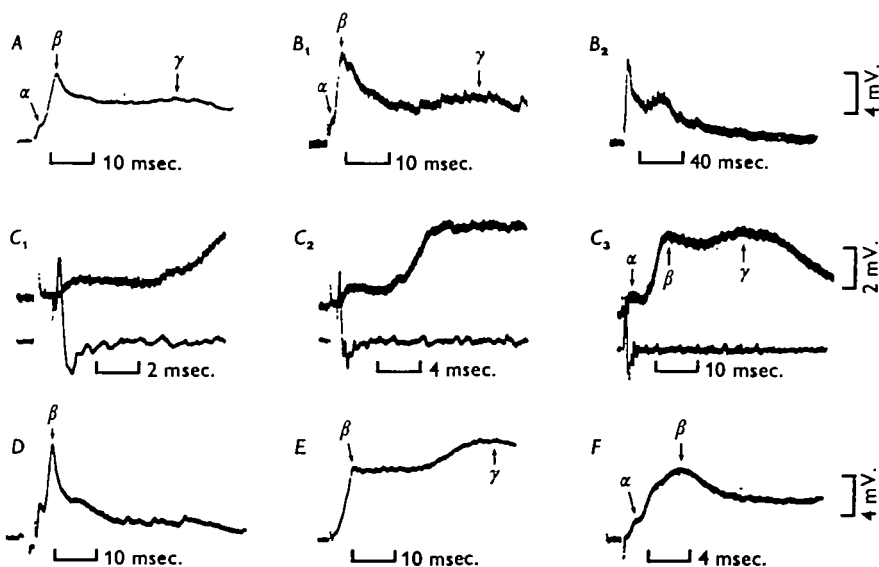 A
α
β
γ
10 msec.
B₁
α
β
γ
10 msec.
B₂
40 msec.
4 mV.
C₁
2 msec.
C₂
4 msec.
C₃
α
β
γ
10 msec.
2 mV.
D
β
10 msec.
E
β
γ
10 msec.
F
α
β
4 msec.
4 mV.